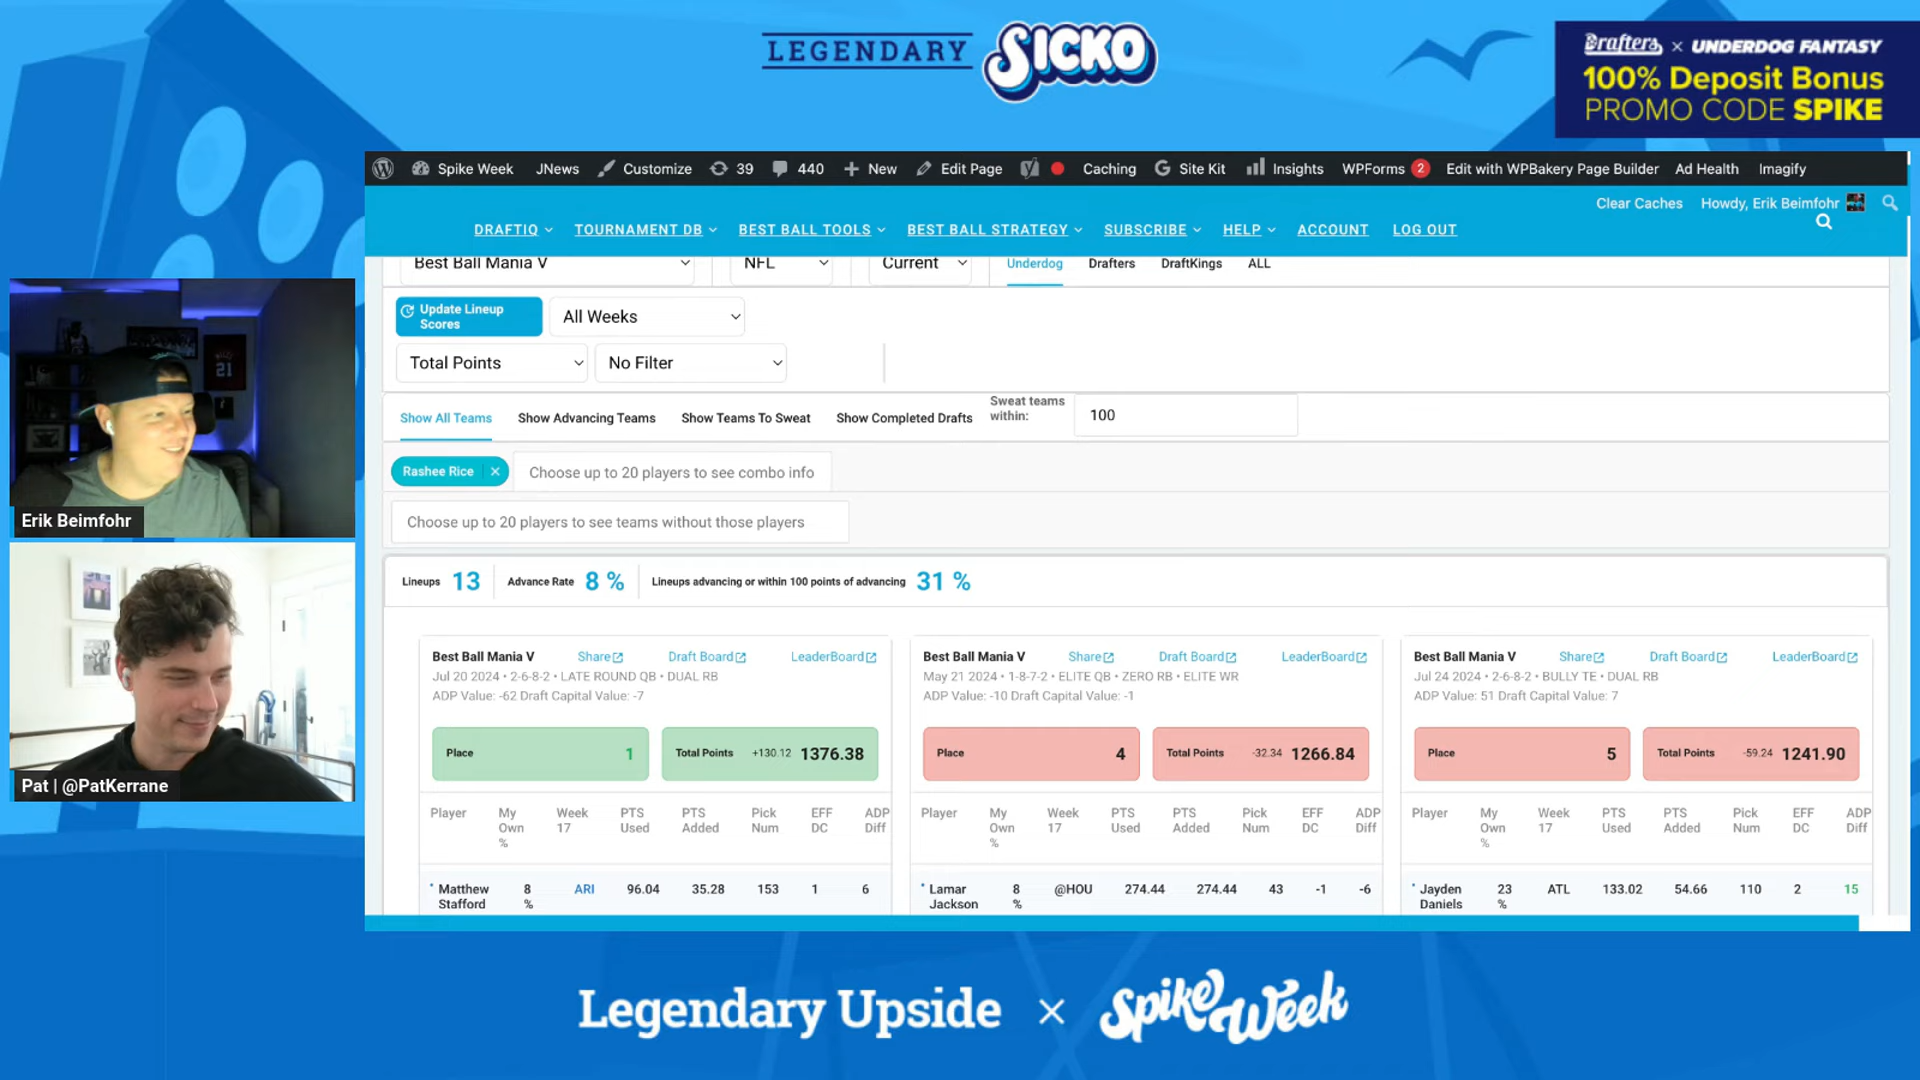 LEGENDARY SICKO
Drafters × UNDERDOG FANTASY
100% Deposit Bonus
PROMO CODE SPIKE
Spike Week JNews Customize 39 440 New Edit Page Caching Site Kit Insights WPForms 2 Edit with WPBakery Page Builder Ad Health Imagify
Clear Caches Howdy, Erik Beimfohr
DRAFTIQ TOURNAMENT DB BEST BALL TOOLS BEST BALL STRATEGY SUBSCRIBE HELP ACCOUNT LOG OUT
Best Ball Mania V NFL Current Underdog Drafters DraftKings ALL
Update Lineup
Scores
All Weeks
Total Points No Filter
Show All Teams Show Advancing Teams Show Teams To Sweat Show Completed Drafts
Sweat teams
within:
100
Rashee Rice × Choose up to 20 players to see combo info
Choose up to 20 players to see teams without those players
Lineups 13 Advance Rate 8 % Lineups advancing or within 100 points of advancing 31 %
Best Ball Mania V Share Draft Board LeaderBoard
Jul 20 2024 • 2-6-8-2 • LATE ROUND QB • DUAL RB
ADP Value: -62 Draft Capital Value: -7
Place 1 Total Points +130.12 1376.38
Player My Own % Week 17 PTS Used PTS Added Pick Num EFF DC ADP Diff
Matthew Stafford 8 % ARI 96.04 35.28 153 1 6
Best Ball Mania V Share Draft Board LeaderBoard
May 21 2024 • 1-8-7-2 • ELITE QB • ZERO RB • ELITE WR
ADP Value: -10 Draft Capital Value: -1
Place 4 Total Points -32.34 1266.84
Player My Own % Week 17 PTS Used PTS Added Pick Num EFF DC ADP Diff
Lamar Jackson 8 % @HOU 274.44 274.44 43 -1 -6
Best Ball Mania V Share Draft Board LeaderBoard
Jul 24 2024 • 2-6-8-2 • BULLY TE • DUAL RB
ADP Value: 51 Draft Capital Value: 7
Place 5 Total Points -59.24 1241.90
Player My Own % Week 17 PTS Used PTS Added Pick Num EFF DC ADP Diff
Jayden Daniels 23 % ATL 133.02 54.66 110 2 15
21
Erik Beimfohr
Pat | @PatKerrane
Legendary Upside × Spike Week